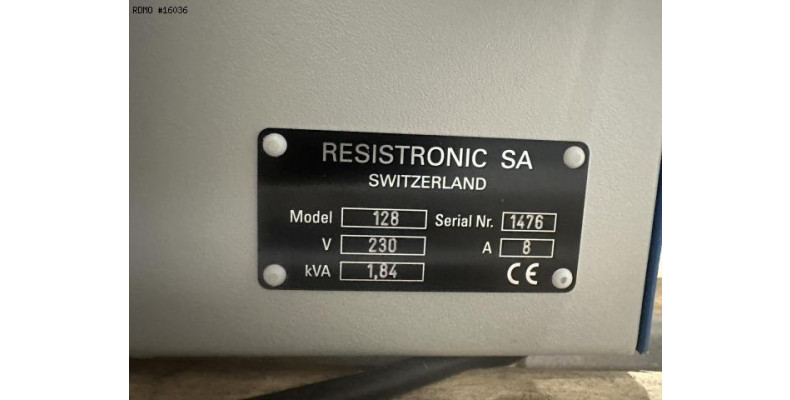 RDMO #16036
RESISTRONIC SA
SWITZERLAND
Model 128 Serial Nr. 1476
V 230 A 8
kVA 1,84 CE